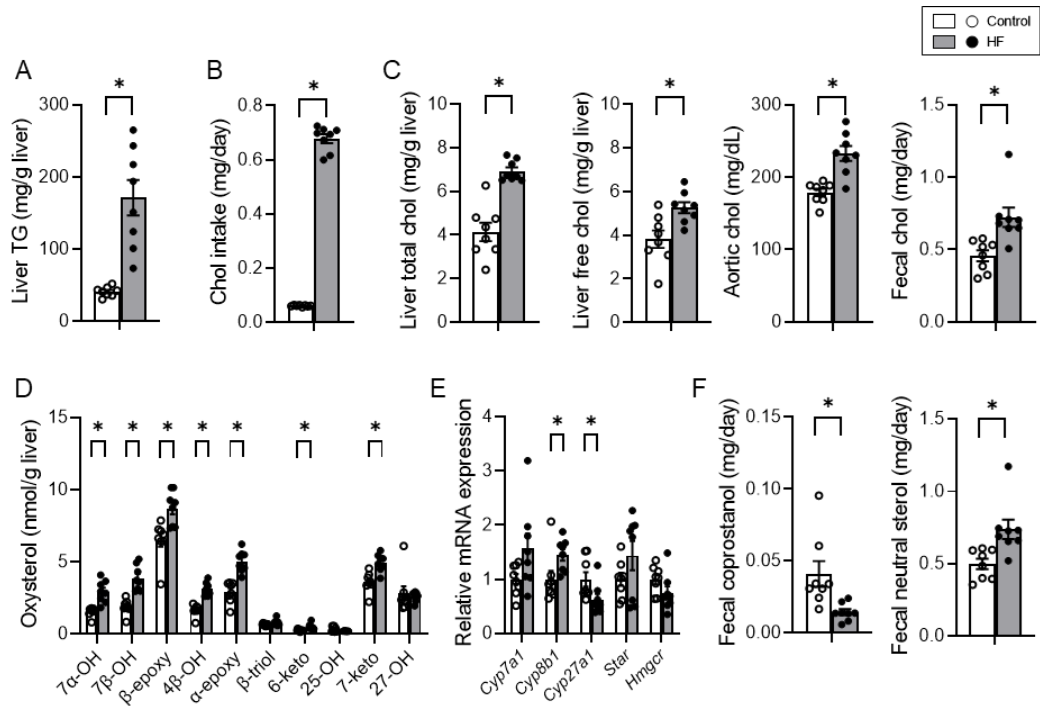 Control
HF
A
Liver TG (mg/g liver)
300
200
100
0
*
B
Chol intake (mg/day)
0.8
0.6
0.4
0.2
0.0
*
C
Liver total chol (mg/g liver)
10
8
6
4
2
0
*
Liver free chol (mg/g liver)
10
8
6
4
2
0
*
Aortic chol (mg/dL)
300
200
100
0
*
Fecal chol (mg/day)
1.5
1.0
0.5
0.0
*
D
Oxysterol (nmol/g liver)
15
10
5
0
* * * * * * *
7α-OH
7β-OH
β-epoxy
4β-OH
α-epoxy
β-triol
6-keto
25-OH
7-keto
27-OH
E
Relative mRNA expression
4
3
2
1
0
* *
Cyp7a1
Cyp8b1
Cyp27a1
Star
Hmgcr
F
Fecal coprostanol (mg/day)
0.15
0.10
0.05
0.00
*
Fecal neutral sterol (mg/day)
1.5
1.0
0.5
0.0
*